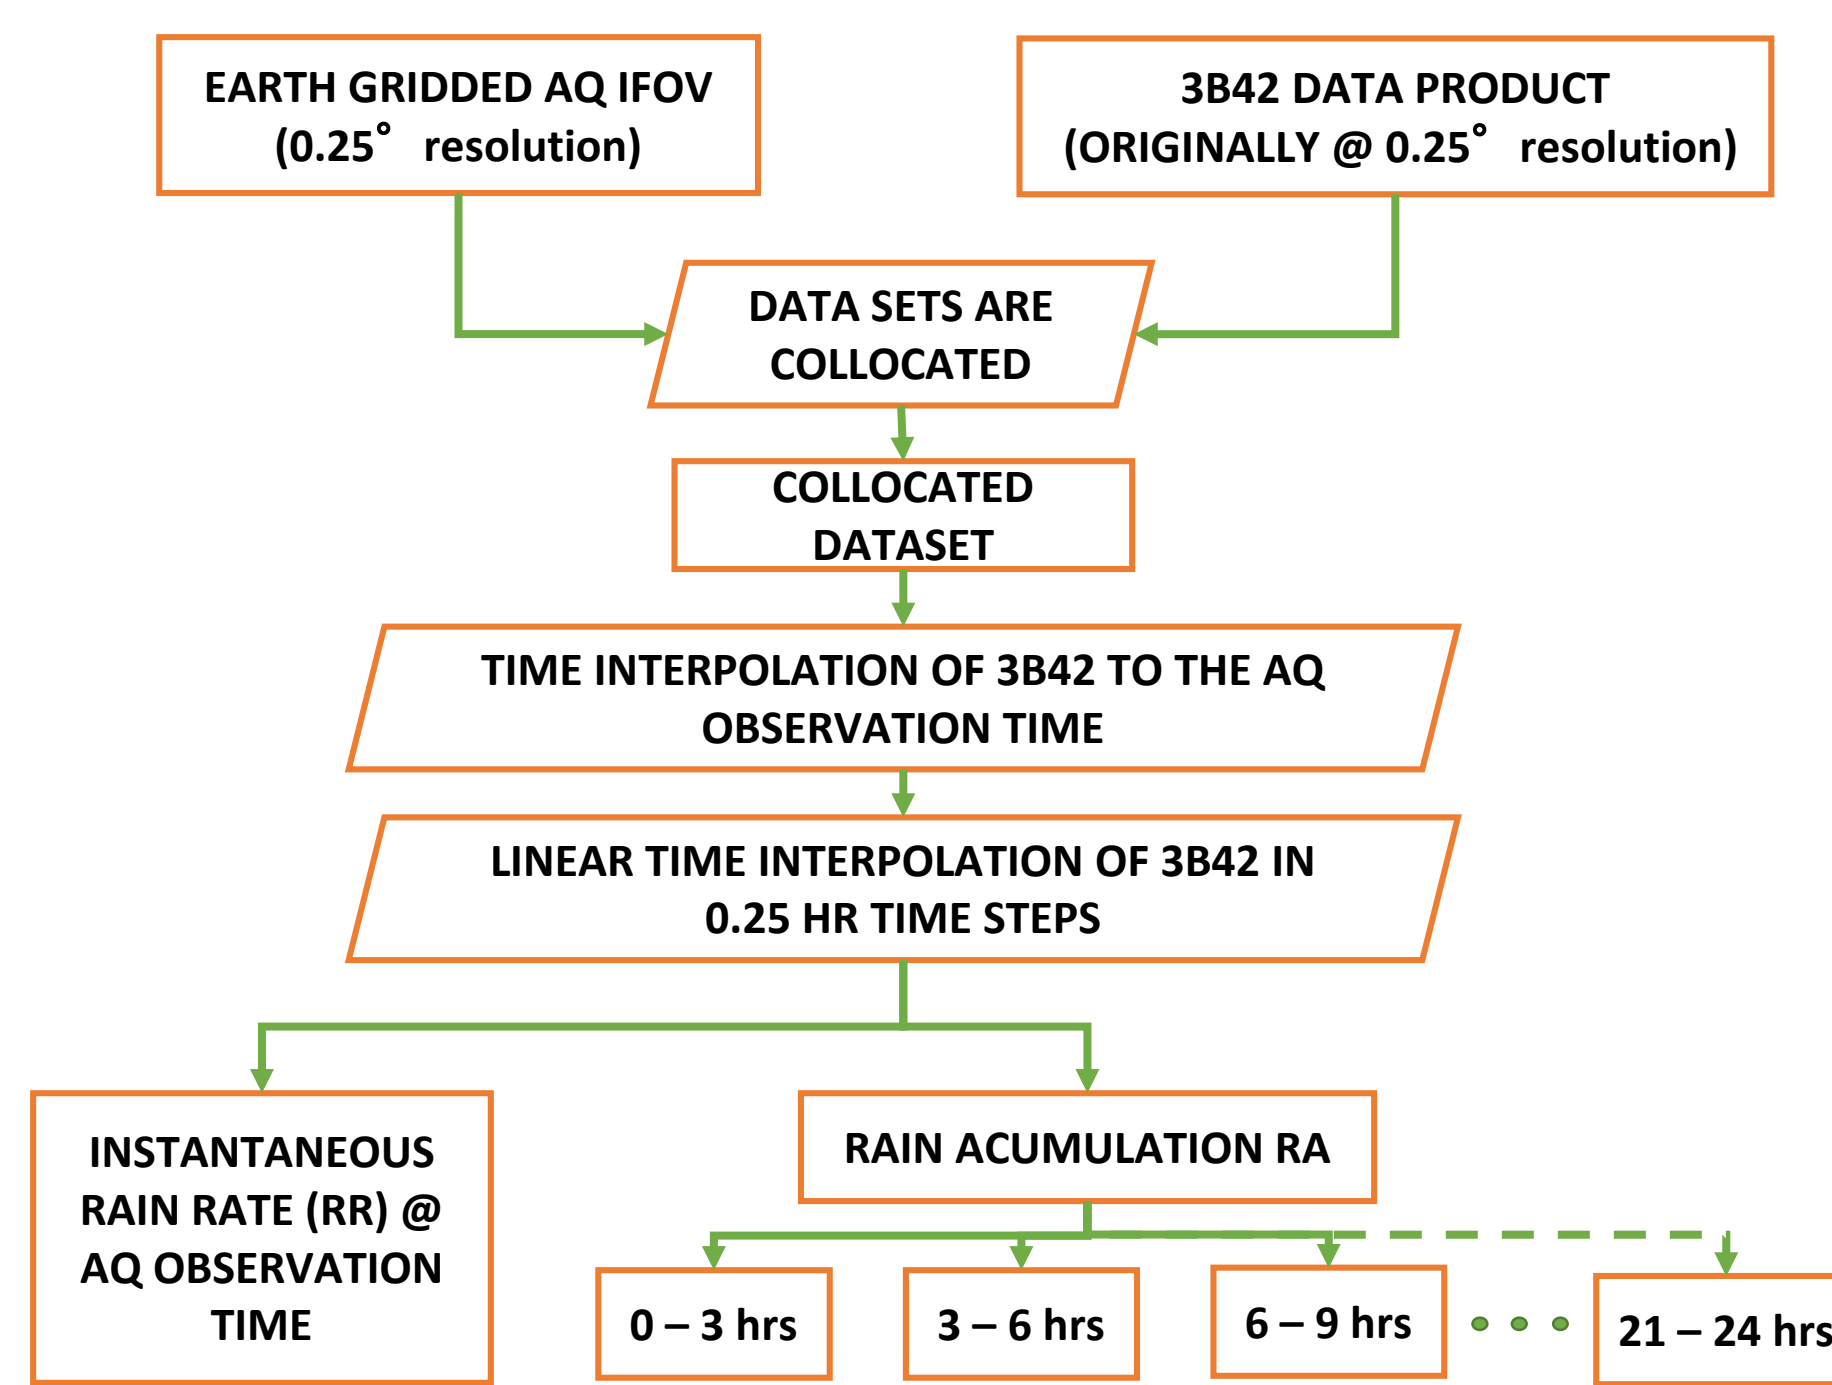 EARTH GRIDDED AQ IFOV
(0.25° resolution)
3B42 DATA PRODUCT
(ORIGINALLY @ 0.25° resolution)
DATA SETS ARE
COLLOCATED
COLLOCATED
DATASET
TIME INTERPOLATION OF 3B42 TO THE AQ
OBSERVATION TIME
LINEAR TIME INTERPOLATION OF 3B42 IN
0.25 HR TIME STEPS
INSTANTANEOUS
RAIN RATE (RR) @
AQ OBSERVATION
TIME
RAIN ACUMULATION RA
0 – 3 hrs
3 – 6 hrs
6 – 9 hrs
21 – 24 hrs